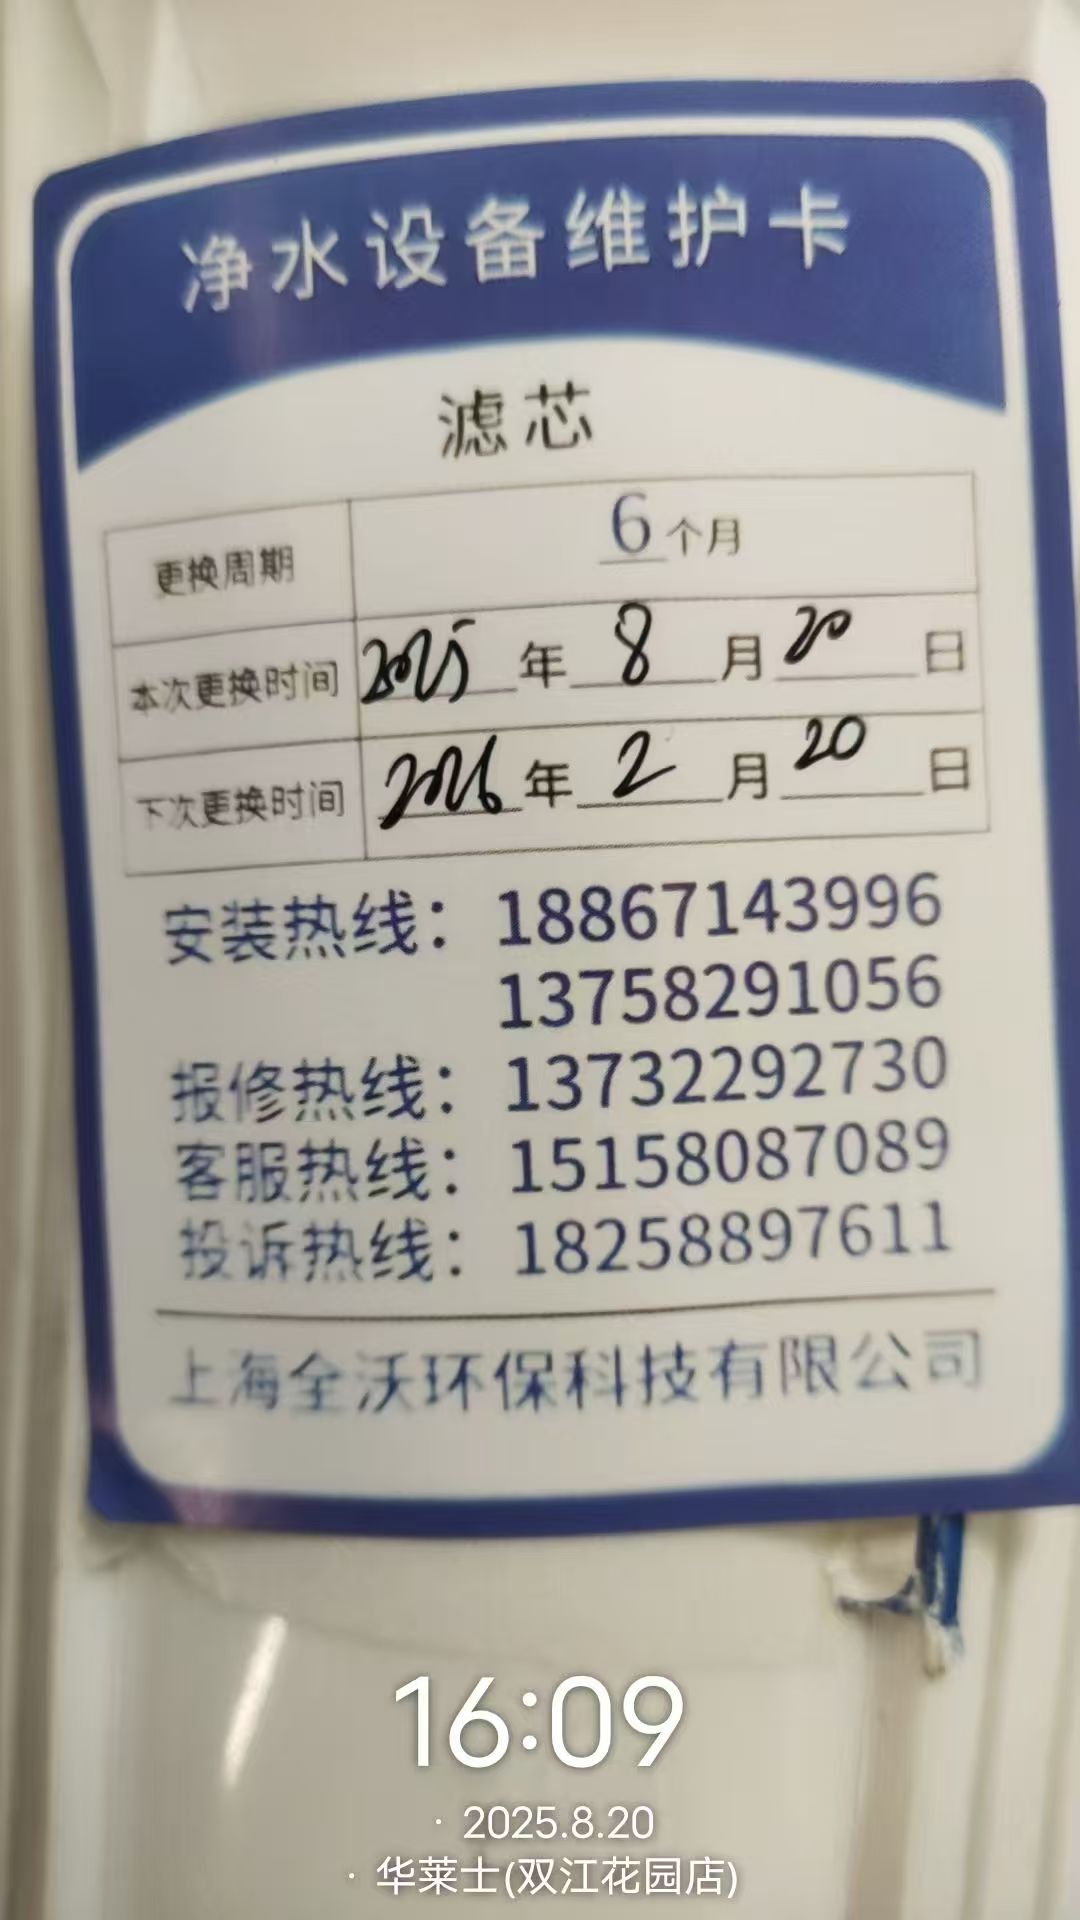 净水设备维护卡
滤芯
更换周期 6个月
本次更换时间 2025年8月20日
下次更换时间 2026年2月20日
安装热线：18867143996
13758291056
报修热线：13732292730
客服热线：15158087089
投诉热线：18258897611
上海全沃环保科技有限公司
16:09
· 2025.8.20
· 华莱士(双江花园店)